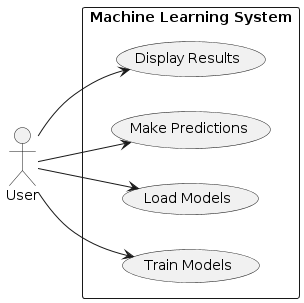 Machine Learning System
Display Results
Make Predictions
User
Load Models
Train Models